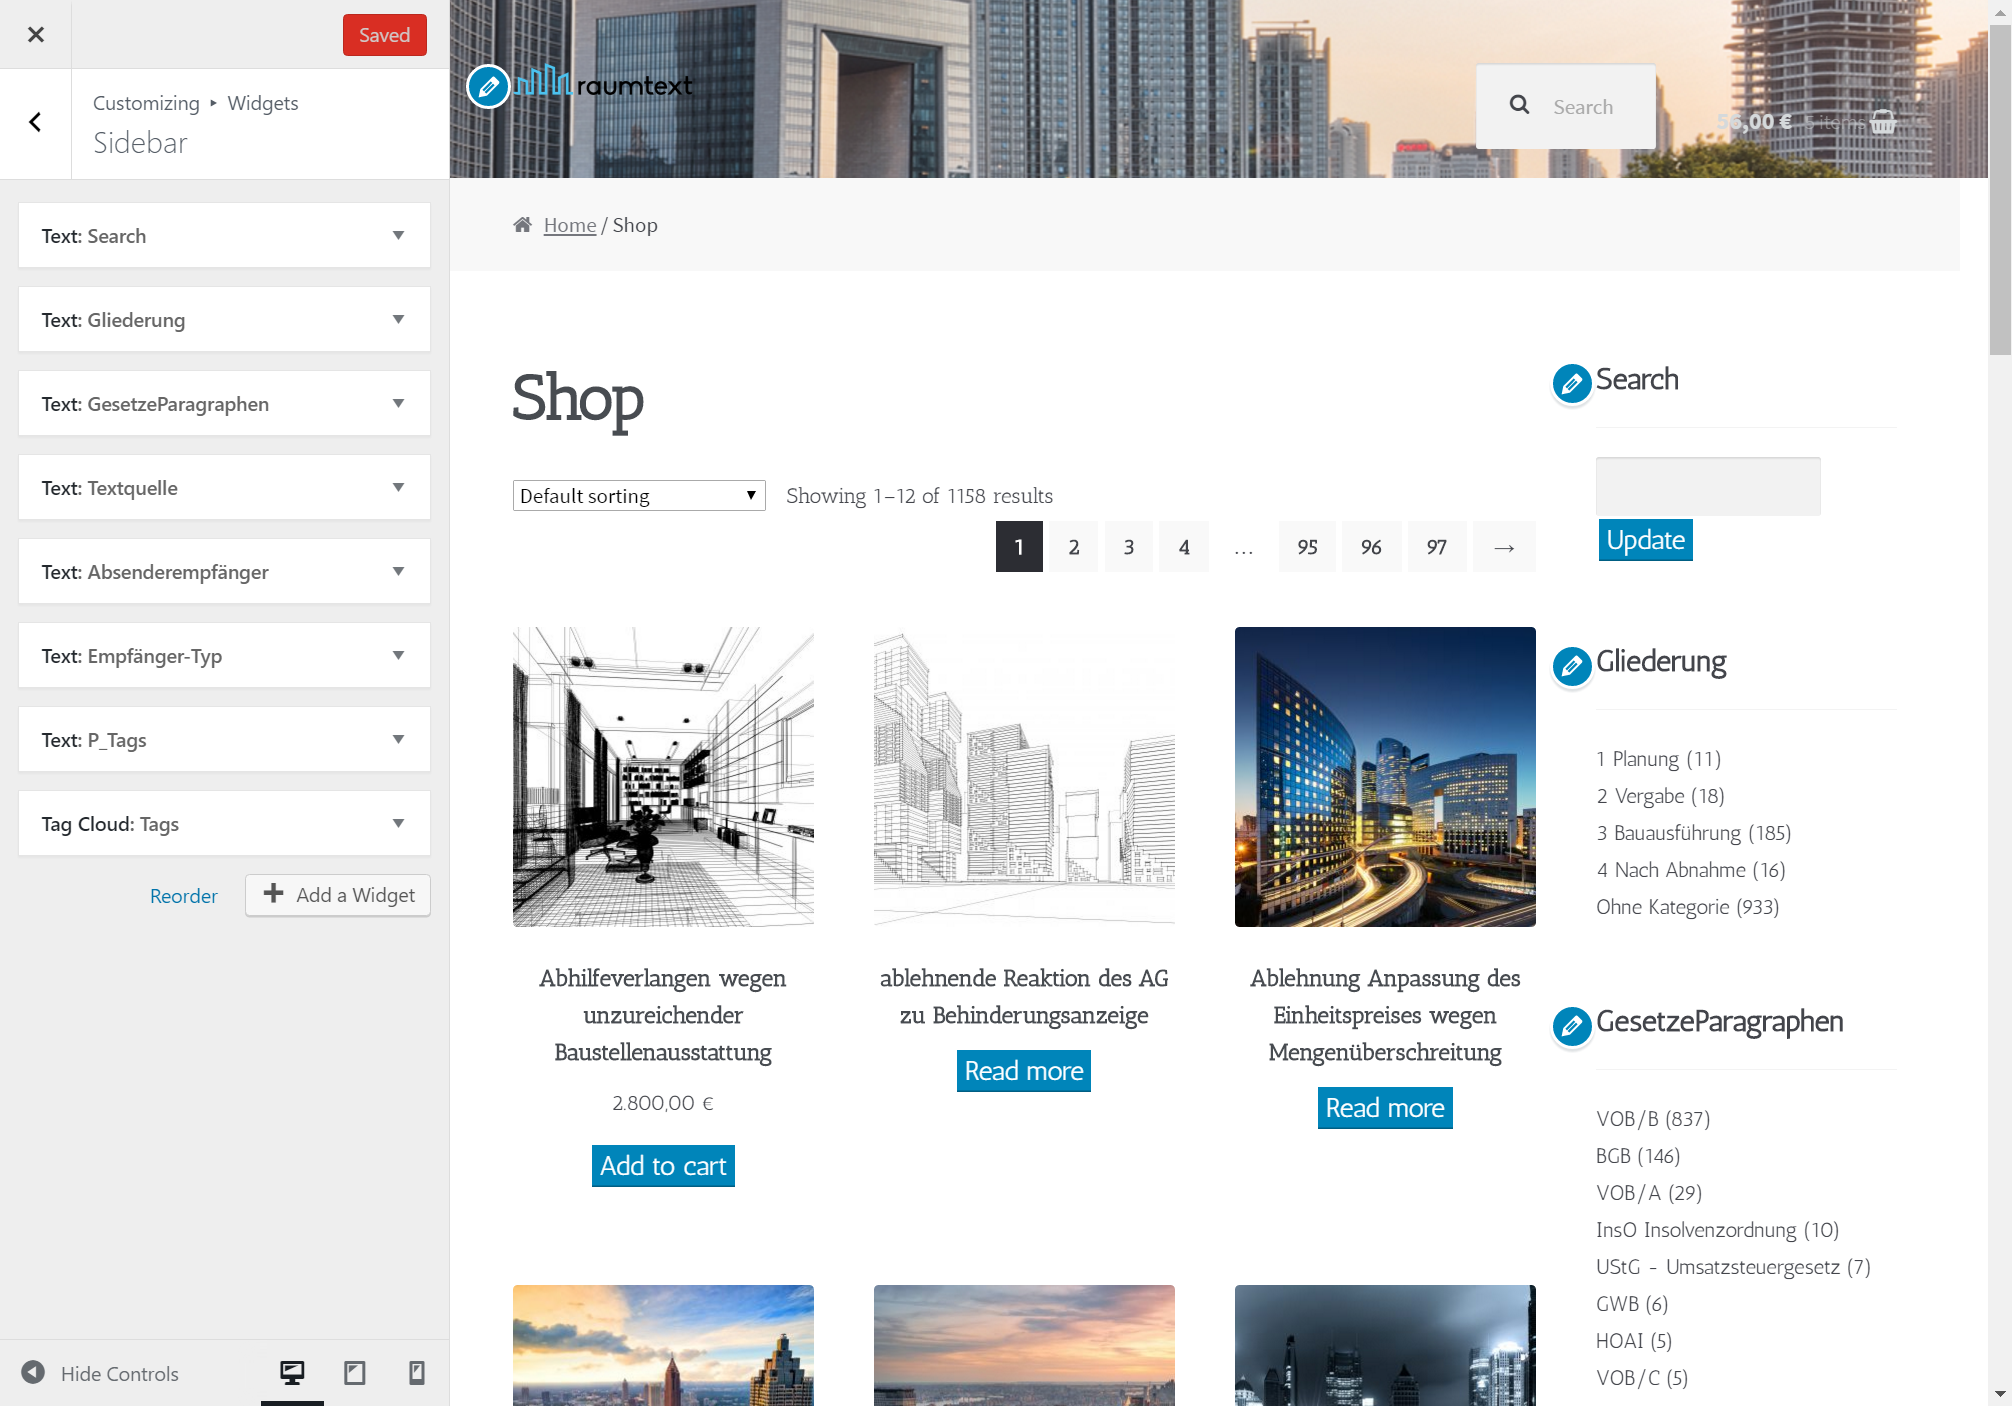 Saved
Customizing ▸ Widgets
Sidebar
Text: Search
Text: Gliederung
Text: GesetzeParagraphen
Text: Textquelle
Text: Absenderempfänger
Text: Empfänger-Typ
Text: P_Tags
Tag Cloud: Tags
Reorder
Add a Widget
Hide Controls
raumtext
Search
56,00 € 5 items
Home / Shop
Shop
Default sorting
Showing 1–12 of 1158 results
1 2 3 4 … 95 96 97 →
Abhilfeverlangen wegen
unzureichender
Baustellenausstattung
2.800,00 €
Add to cart
ablehnende Reaktion des AG
zu Behinderungsanzeige
Read more
Ablehnung Anpassung des
Einheitspreises wegen
Mengenüberschreitung
Read more
Search
Update
Gliederung
1 Planung (11)
2 Vergabe (18)
3 Bauausführung (185)
4 Nach Abnahme (16)
Ohne Kategorie (933)
GesetzeParagraphen
VOB/B (837)
BGB (146)
VOB/A (29)
InsO Insolvenzordnung (10)
UStG - Umsatzsteuergesetz (7)
GWB (6)
HOAI (5)
VOB/C (5)